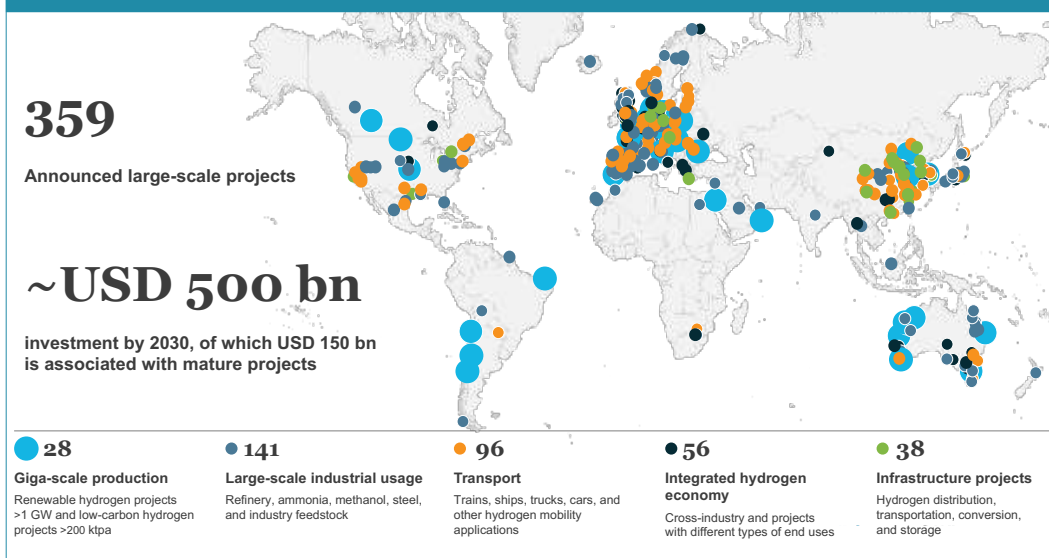 359
Announced large-scale projects
~USD 500 bn
investment by 2030, of which USD 150 bn
is associated with mature projects
28
Giga-scale production
Renewable hydrogen projects
>1 GW and low-carbon hydrogen
projects >200 ktpa
141
Large-scale industrial usage
Refinery, ammonia, methanol, steel,
and industry feedstock
96
Transport
Trains, ships, trucks, cars, and
other hydrogen mobility
applications
56
Integrated hydrogen
economy
Cross-industry and projects
with different types of end uses
38
Infrastructure projects
Hydrogen distribution,
transportation, conversion,
and storage